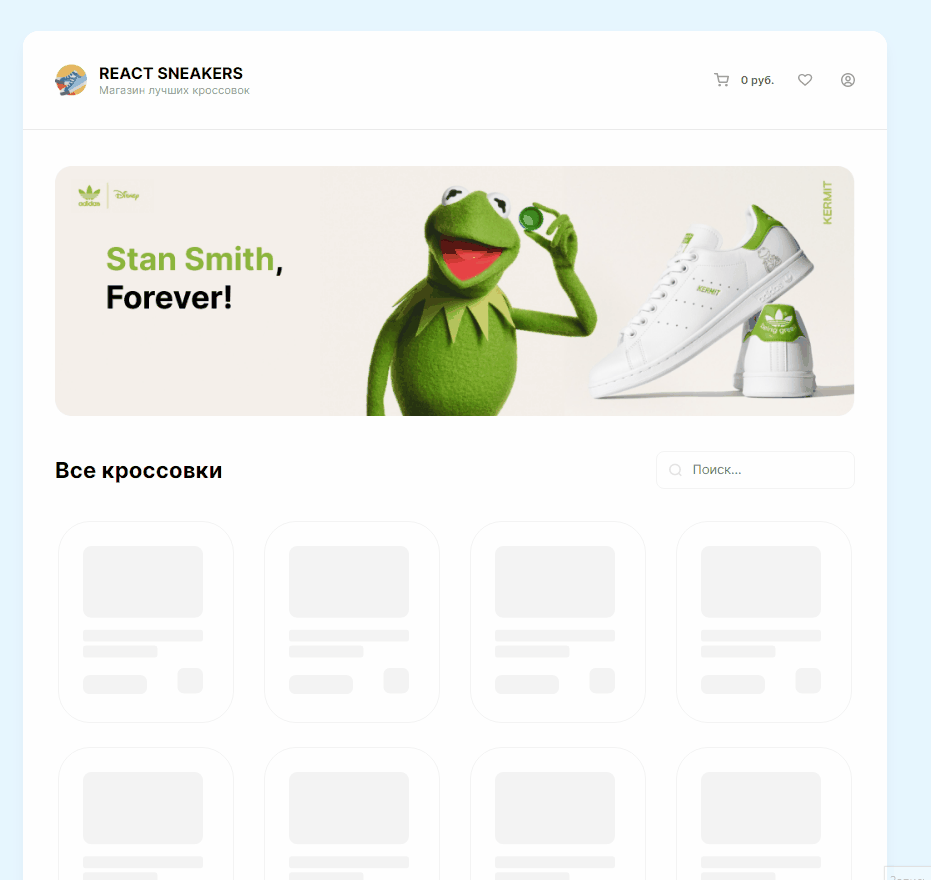 REACT SNEAKERS
Магазин лучших кроссовок
0 руб.
adidas
Disney
KERMIT
Stan Smith,
Forever!
KERMIT
Все кроссовки
Поиск...